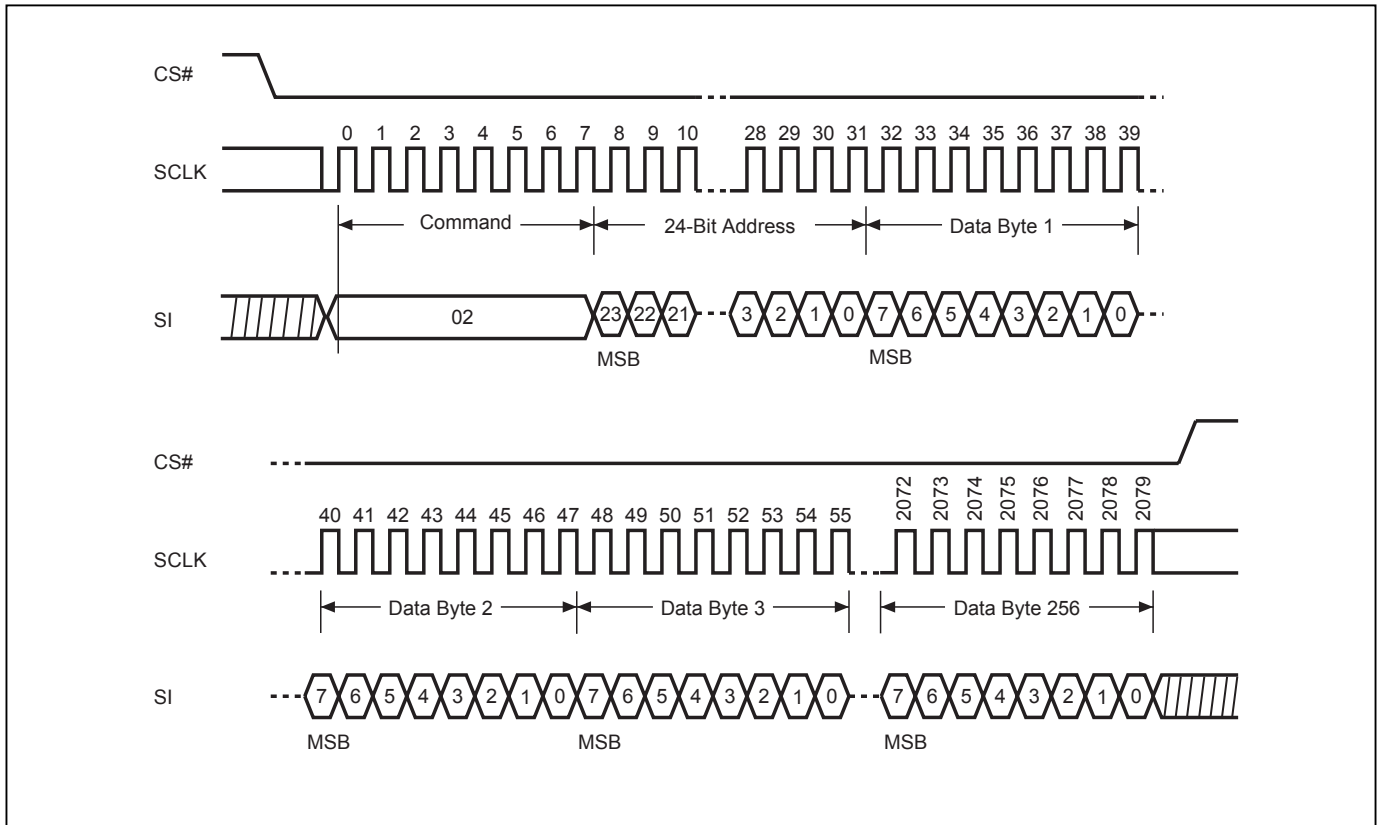 CS#
0 1 2 3 4 5 6 7 8 9 10 28 29 30 31 32 33 34 35 36 37 38 39
SCLK
Command 24-Bit Address Data Byte 1
SI 02 23 22 21 3 2 1 0 7 6 5 4 3 2 1 0
MSB MSB
CS#
2072 2073 2074 2075 2076 2077 2078 2079
40 41 42 43 44 45 46 47 48 49 50 51 52 53 54 55
SCLK
Data Byte 2 Data Byte 3 Data Byte 256
SI 7 6 5 4 3 2 1 0 7 6 5 4 3 2 1 0 7 6 5 4 3 2 1 0
MSB MSB MSB